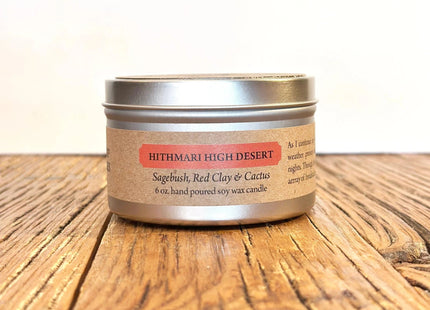 HITHMARI HIGH DESERT
Sagebush, Red Clay & Cactus
6 oz. hand poured soy wax candle
As I continue
weather
nights.
array of